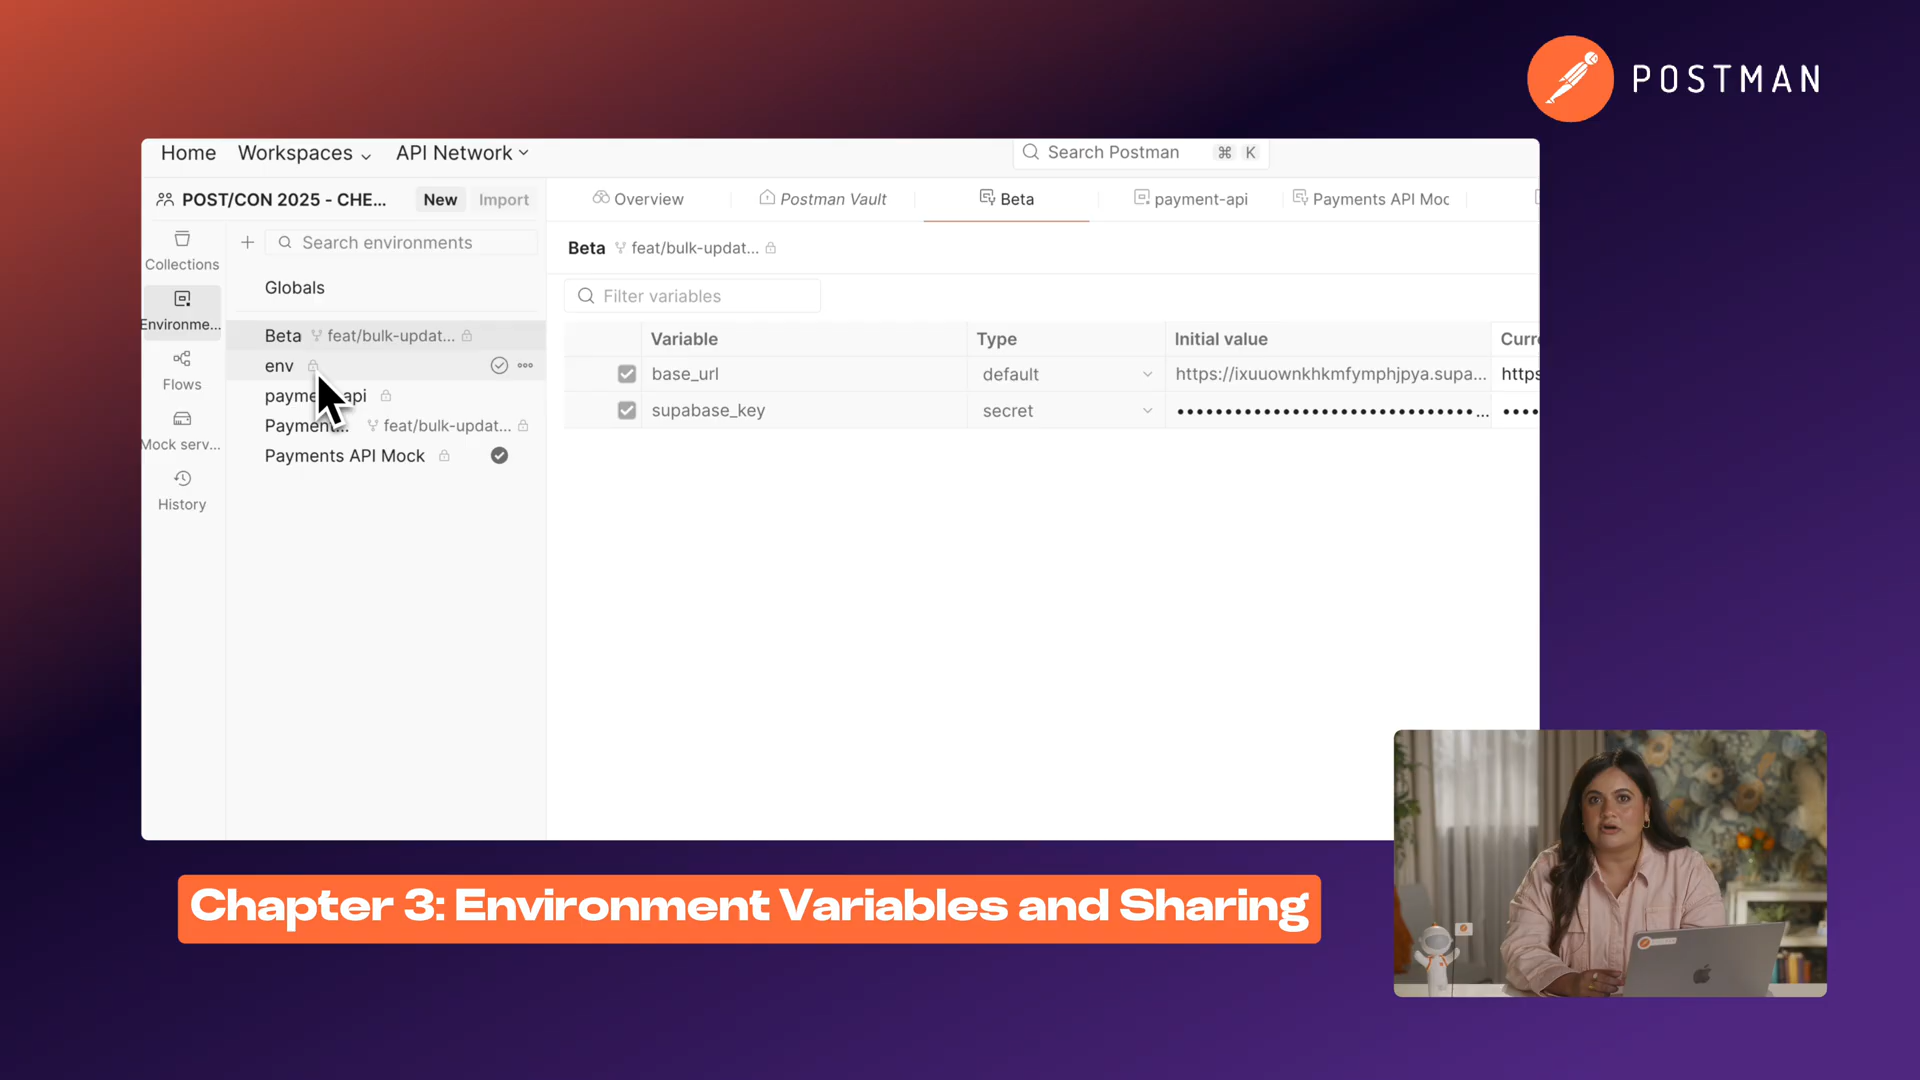 POSTMAN
Home Workspaces API Network Search Postman ⌘ K
POST/CON 2025 - CHE... New Import Overview Postman Vault Beta payment-api Payments API Moc
Collections
Environme...
Flows
Mock serv...
History
Search environments
Globals
Beta feat/bulk-updat...
env
api
feat/bulk-updat...
Payments API Mock
Beta feat/bulk-updat...
Filter variables
Variable Type Initial value Curre
base_url default https://ixuuownkhkmfymphjpya.supa... https
supabase_key secret ••••••••••••••••••••••••••••••... ••••
Chapter 3: Environment Variables and Sharing